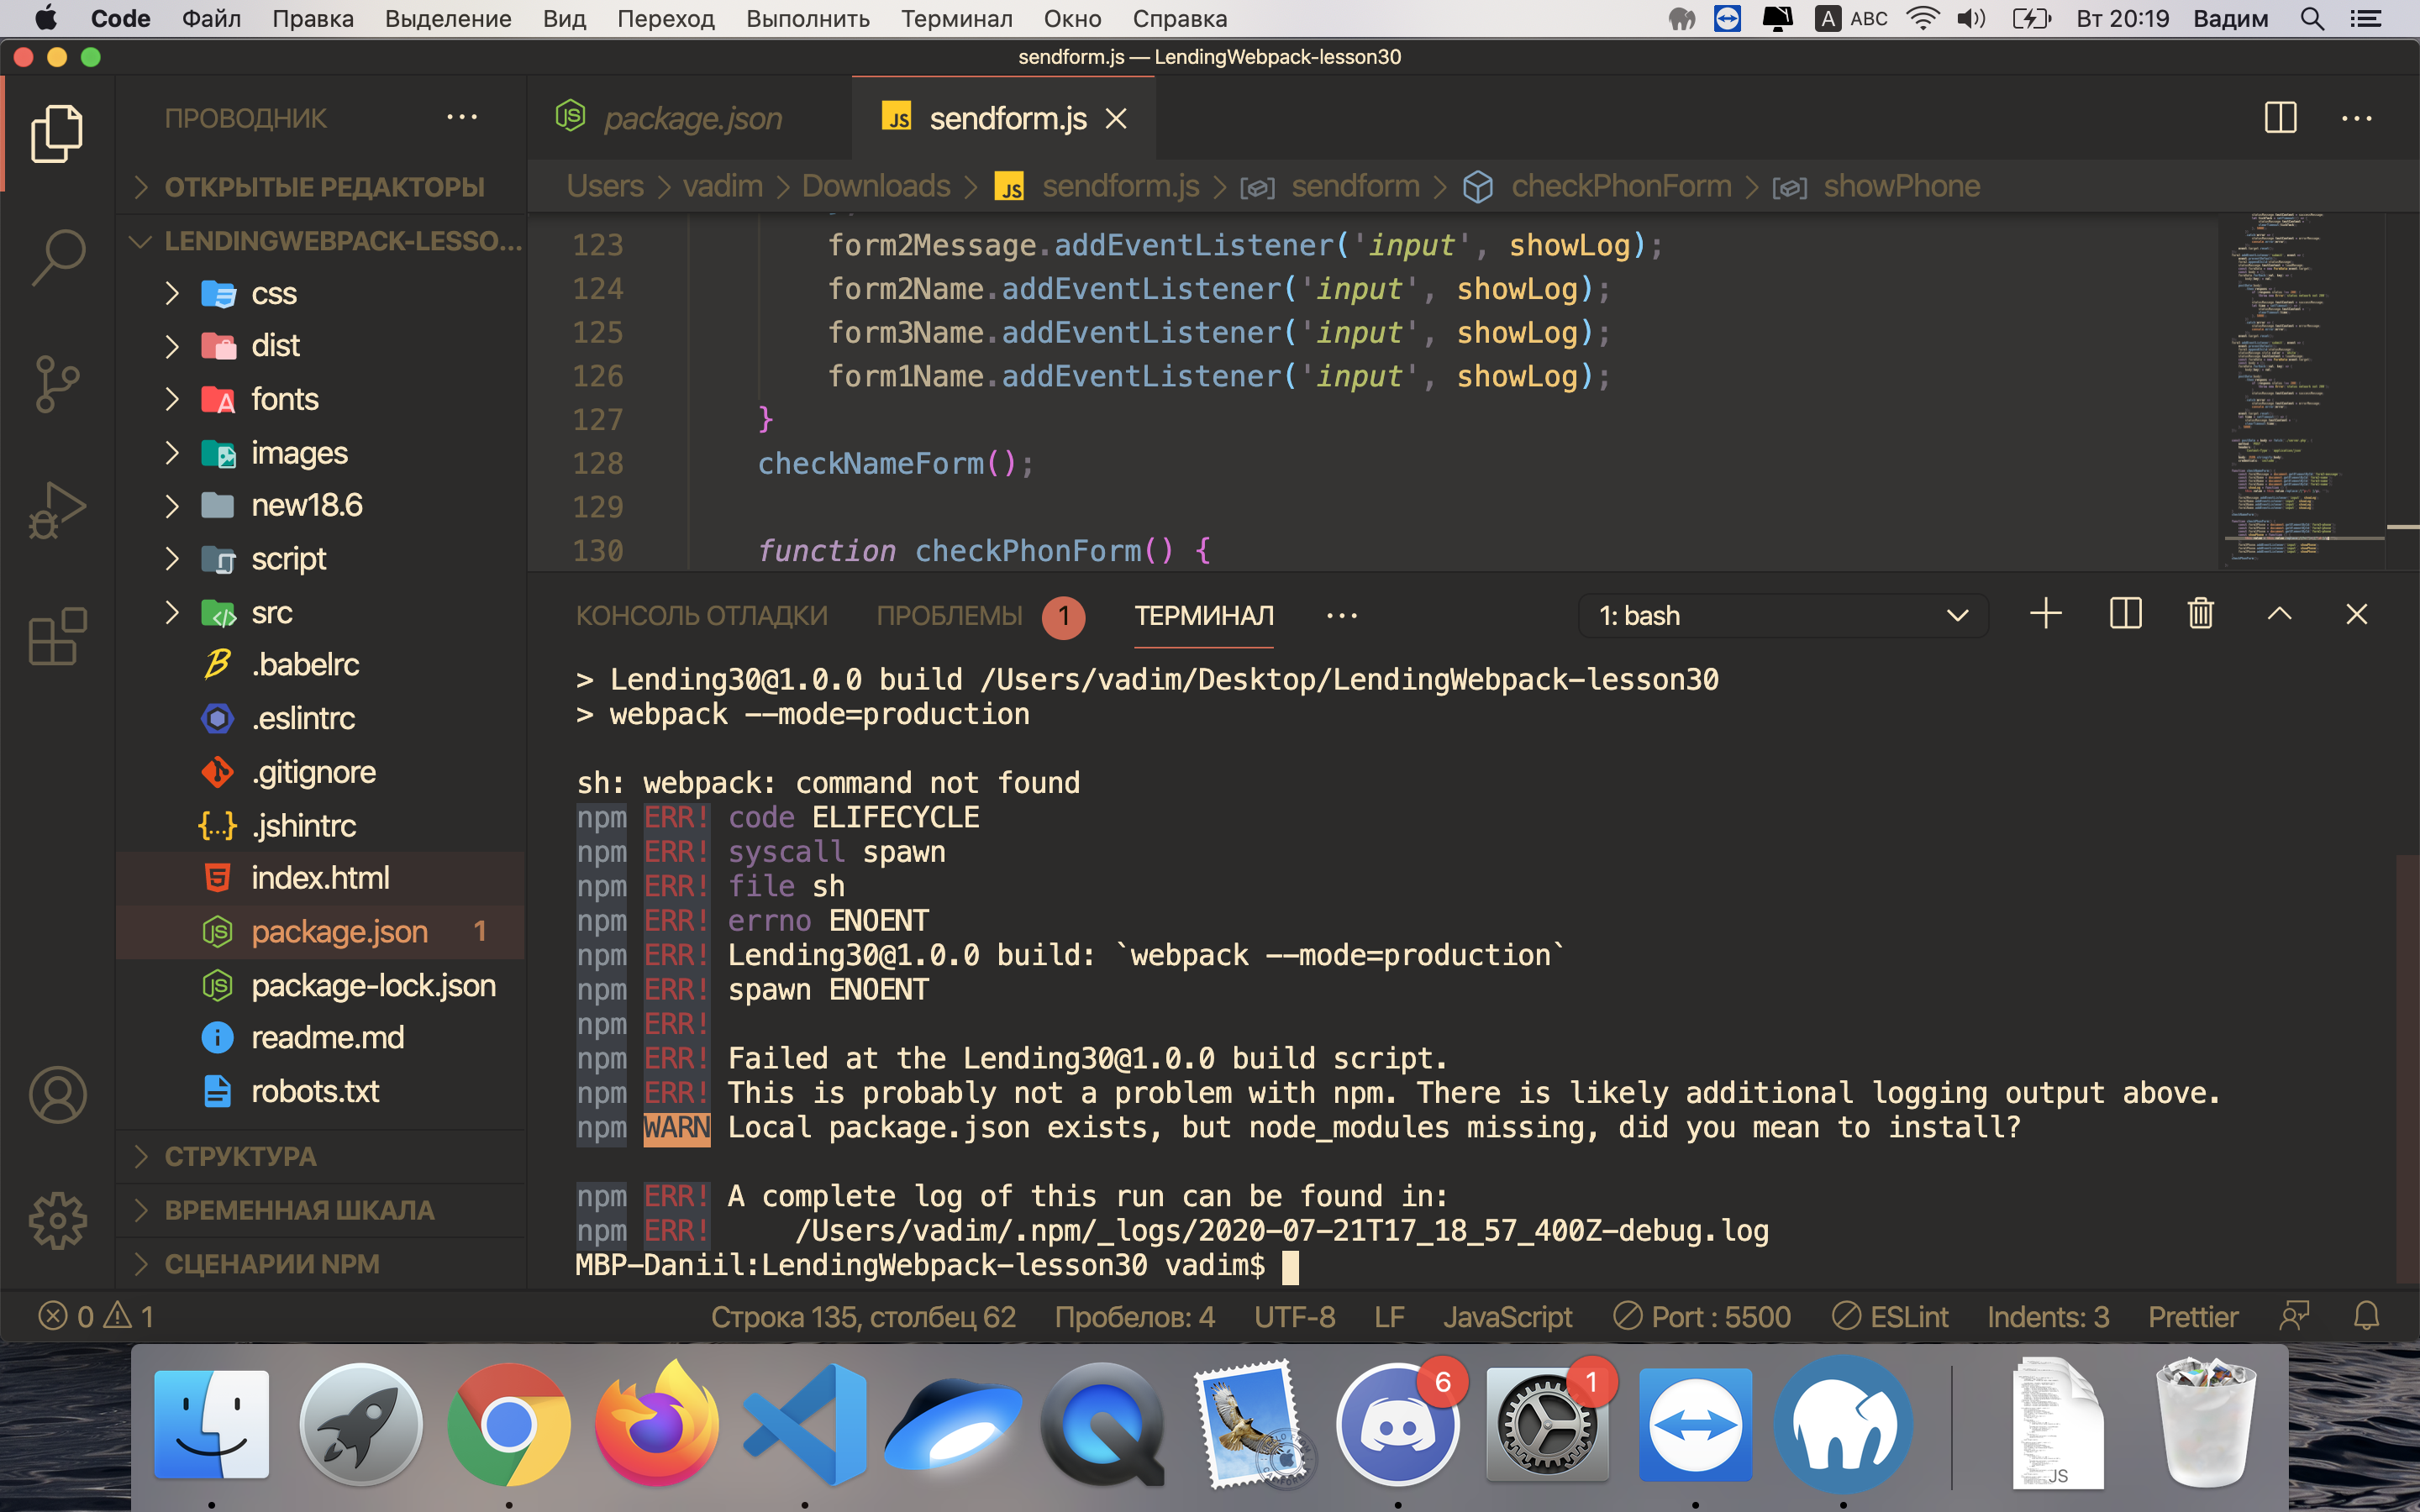 Code Файл Правка Выделение Вид Переход Выполнить Терминал Окно Справка A ABC Вт 20:19 Вадим
sendform.js — LendingWebpack-lesson30
ПРОВОДНИК
ОТКРЫТЫЕ РЕДАКТОРЫ
LENDINGWEBPACK-LESSO...
css
dist
fonts
images
new18.6
script
src
.babelrc
.eslintrc
.gitignore
.jshintrc
index.html
package.json 1
package-lock.json
readme.md
robots.txt
СТРУКТУРА
ВРЕМЕННАЯ ШКАЛА
СЦЕНАРИИ NPM
package.json
JS sendform.js
Users > vadim > Downloads > JS sendform.js > sendform > checkPhonForm > showPhone
123 form2Message.addEventListener('input', showLog);
124 form2Name.addEventListener('input', showLog);
125 form3Name.addEventListener('input', showLog);
126 form1Name.addEventListener('input', showLog);
127 }
128 checkNameForm();
129
130 function checkPhonForm() {
КОНСОЛЬ ОТЛАДКИ ПРОБЛЕМЫ 1 ТЕРМИНАЛ ... 1: bash
> Lending30@1.0.0 build /Users/vadim/Desktop/LendingWebpack-lesson30
> webpack --mode=production
sh: webpack: command not found
npm ERR! code ELIFECYCLE
npm ERR! syscall spawn
npm ERR! file sh
npm ERR! errno ENOENT
npm ERR! Lending30@1.0.0 build: `webpack --mode=production`
npm ERR! spawn ENOENT
npm ERR!
npm ERR! Failed at the Lending30@1.0.0 build script.
npm ERR! This is probably not a problem with npm. There is likely additional logging output above.
npm WARN Local package.json exists, but node_modules missing, did you mean to install?
npm ERR! A complete log of this run can be found in:
npm ERR! /Users/vadim/.npm/_logs/2020-07-21T17_18_57_400Z-debug.log
MBP-Daniil:LendingWebpack-lesson30 vadim$
0 1 Строка 135, столбец 62 Пробелов: 4 UTF-8 LF JavaScript Port : 5500 ESLint Indents: 3 Prettier
6
1
JS